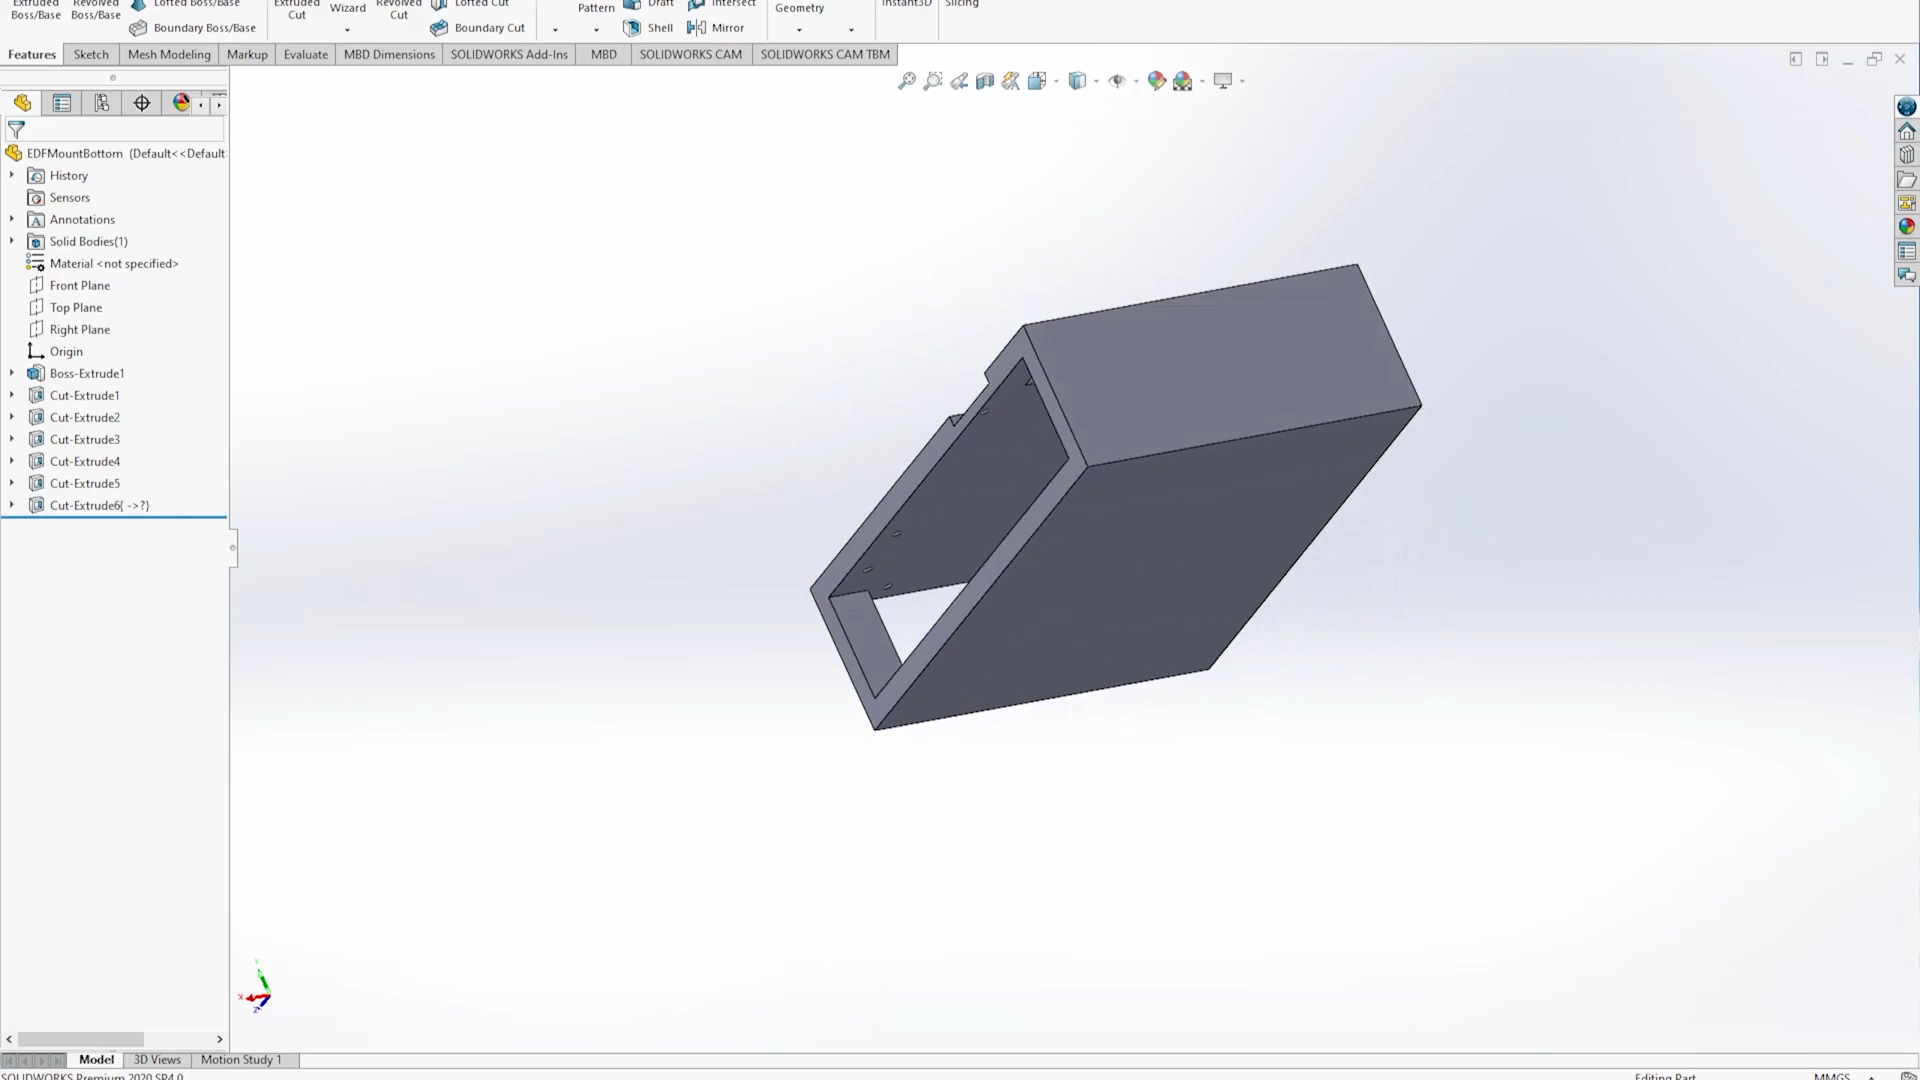 Extruded Boss/Base
Revolved Boss/Base
Lofted Boss/Base
Boundary Boss/Base
Extruded Cut
Wizard
Revolved Cut
Lofted Cut
Boundary Cut
Pattern
Draft
Shell
Intersect
Mirror
Geometry
Instant3D
Slicing
Features
Sketch
Mesh Modeling
Markup
Evaluate
MBD Dimensions
SOLIDWORKS Add-Ins
MBD
SOLIDWORKS CAM
SOLIDWORKS CAM TBM
EDFMountBottom (Default<<Default
History
Sensors
Annotations
Solid Bodies(1)
Material <not specified>
Front Plane
Top Plane
Right Plane
Origin
Boss-Extrude1
Cut-Extrude1
Cut-Extrude2
Cut-Extrude3
Cut-Extrude4
Cut-Extrude5
Cut-Extrude6{ ->?}
Y
X
Z
Model
3D Views
Motion Study 1
SOLIDWORKS Premium 2020 SP4.0
Editing Part
MMGS